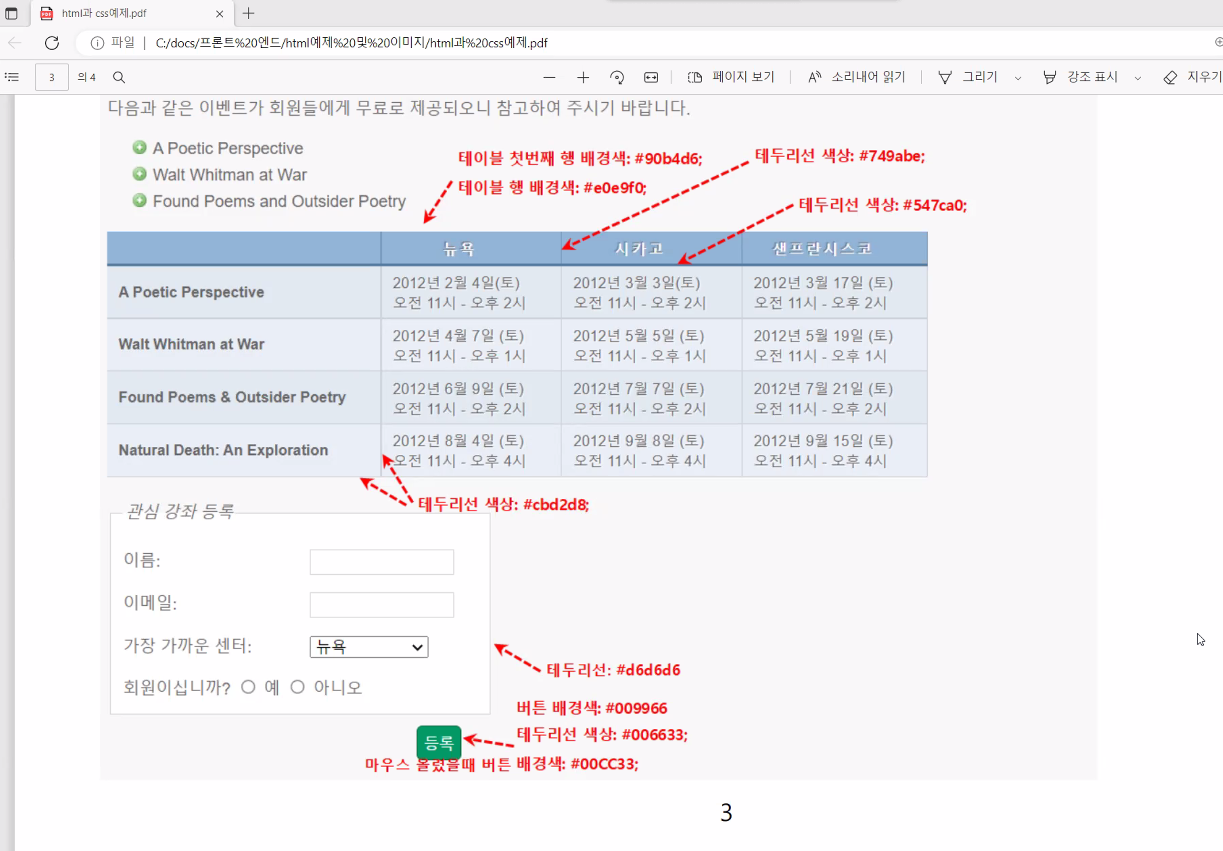 html과 css예제.pdf
파일 | C:/docs/프론트%20엔드/html예제%20및%20이미지/html과%20css예제.pdf
3 의 4 페이지 보기 소리내어 읽기 그리기 강조 표시 지우기
다음과 같은 이벤트가 회원들에게 무료로 제공되오니 참고하여 주시기 바랍니다.
A Poetic Perspective
Walt Whitman at War
Found Poems and Outsider Poetry
테이블 첫번째 행 배경색: #90b4d6;
테이블 행 배경색: #e0e9f0;
테두리선 색상: #749abe;
테두리선 색상: #547ca0;
뉴욕 시카고 샌프란시스코
A Poetic Perspective
2012년 2월 4일(토)
오전 11시 - 오후 2시
2012년 3월 3일(토)
오전 11시 - 오후 2시
2012년 3월 17일 (토)
오전 11시 - 오후 2시
Walt Whitman at War
2012년 4월 7일 (토)
오전 11시 - 오후 1시
2012년 5월 5일 (토)
오전 11시 - 오후 1시
2012년 5월 19일 (토)
오전 11시 - 오후 1시
Found Poems & Outsider Poetry
2012년 6월 9일 (토)
오전 11시 - 오후 2시
2012년 7월 7일 (토)
오전 11시 - 오후 2시
2012년 7월 21일 (토)
오전 11시 - 오후 2시
Natural Death: An Exploration
2012년 8월 4일 (토)
오전 11시 - 오후 4시
2012년 9월 8일 (토)
오전 11시 - 오후 4시
2012년 9월 15일 (토)
오전 11시 - 오후 4시
테두리선 색상: #cbd2d8;
관심 강좌 등록
이름:
이메일:
가장 가까운 센터: 뉴욕
회원이십니까? 예 아니오
테두리선: #d6d6d6
버튼 배경색: #009966
테두리선 색상: #006633;
등록
마우스 올렸을때 버튼 배경색: #00CC33;
3